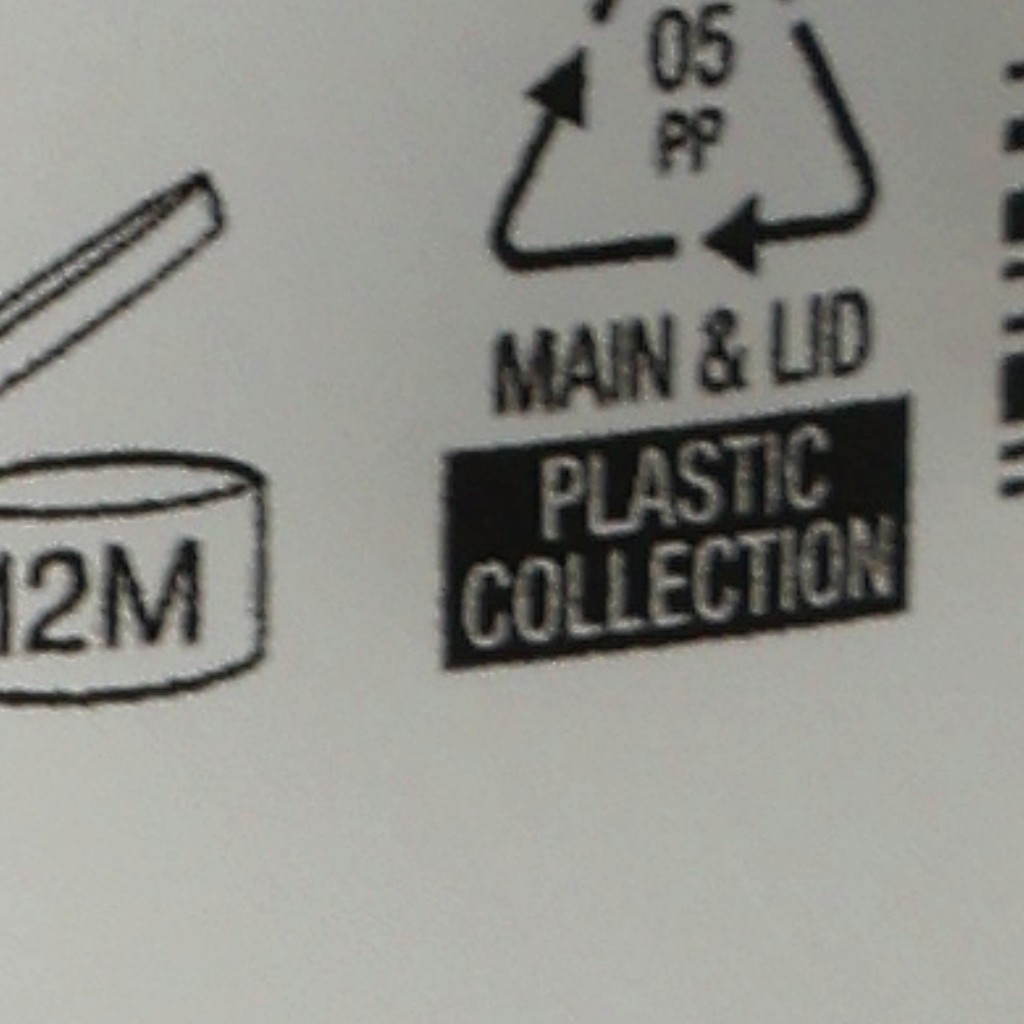 05
PP
MAIN & LID
PLASTIC
COLLECTION
12M